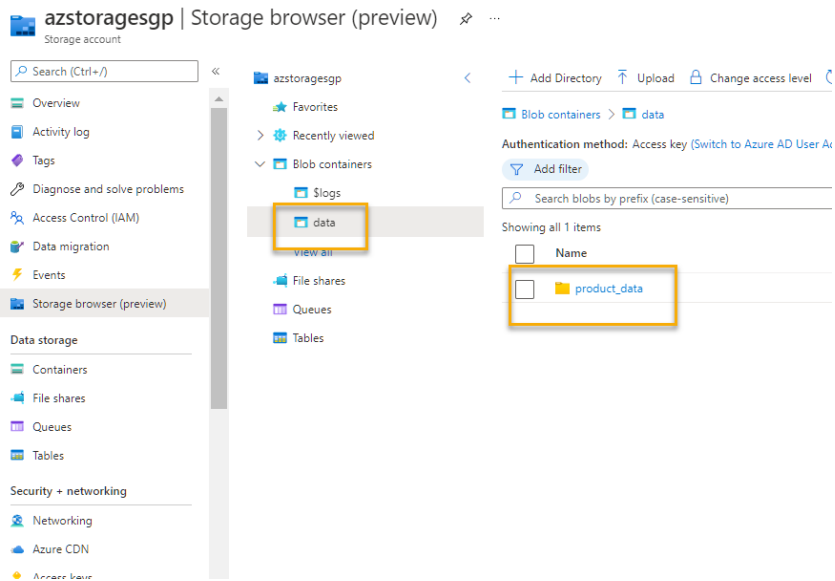 azstoragesgp | Storage browser (preview)
Storage account
Search (Ctrl+/)
Overview
Activity log
Tags
Diagnose and solve problems
Access Control (IAM)
Data migration
Events
Storage browser (preview)
Data storage
Containers
File shares
Queues
Tables
Security + networking
Networking
Azure CDN
Access keys
azstoragesgp
Favorites
Recently viewed
Blob containers
$logs
data
View all
File shares
Queues
Tables
Add Directory Upload Change access level
Blob containers > data
Authentication method: Access key (Switch to Azure AD User Ac
Add filter
Search blobs by prefix (case-sensitive)
Showing all 1 items
Name
product_data